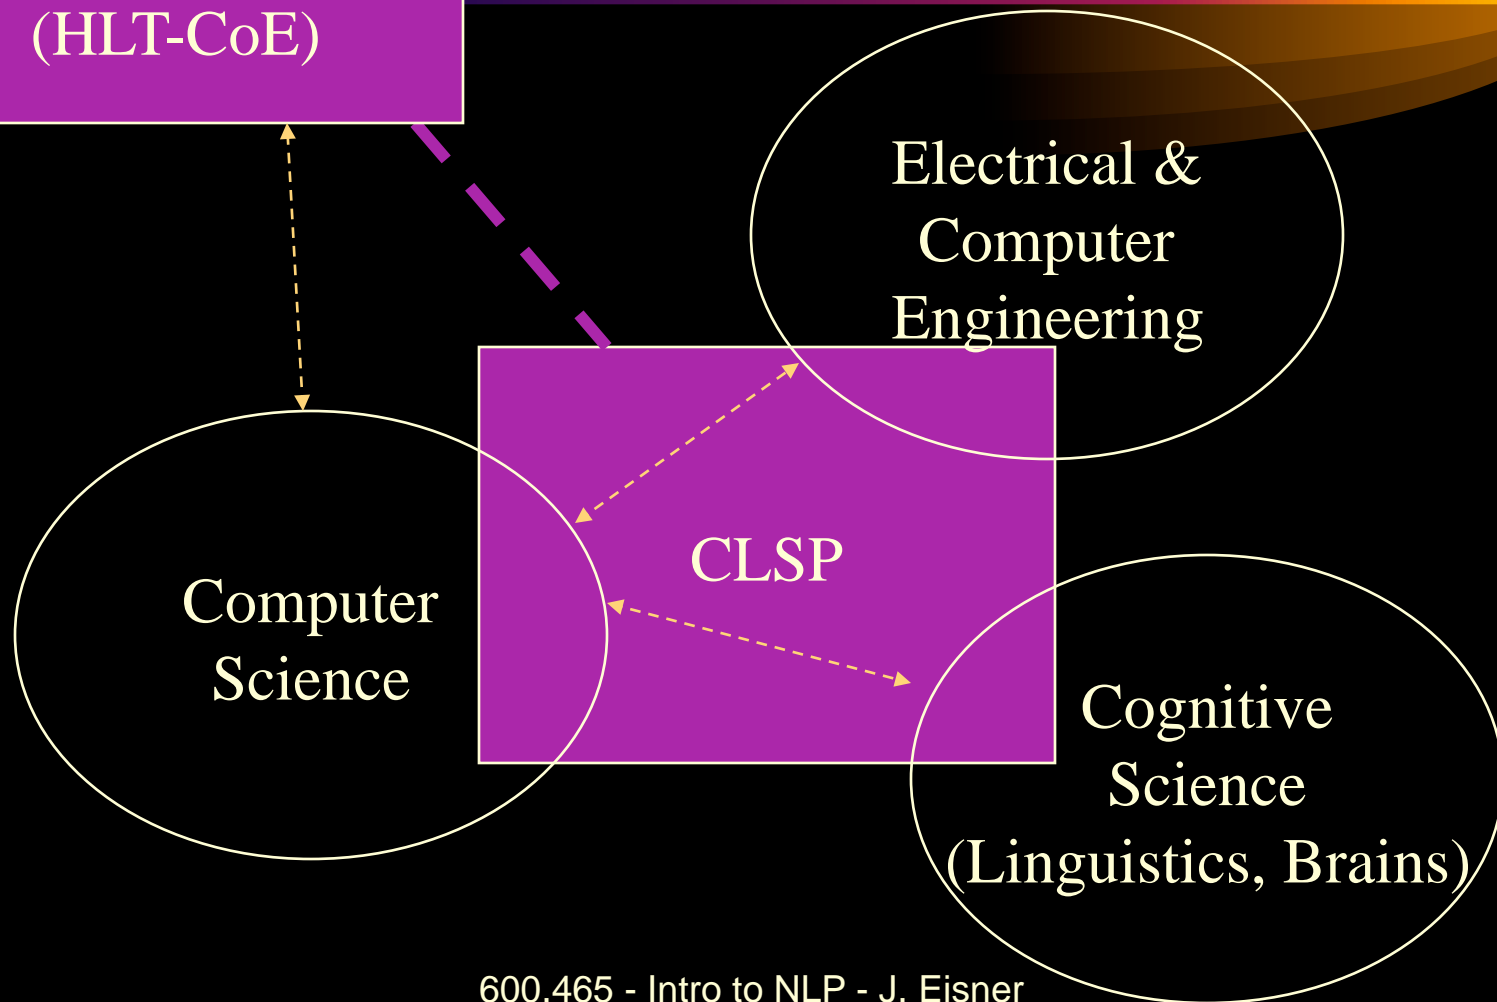 (HLT-CoE)
Electrical &
Computer
Engineering
CLSP
Computer
Science
Cognitive
Science
(Linguistics, Brains)
600.465 - Intro to NLP - J. Eisner